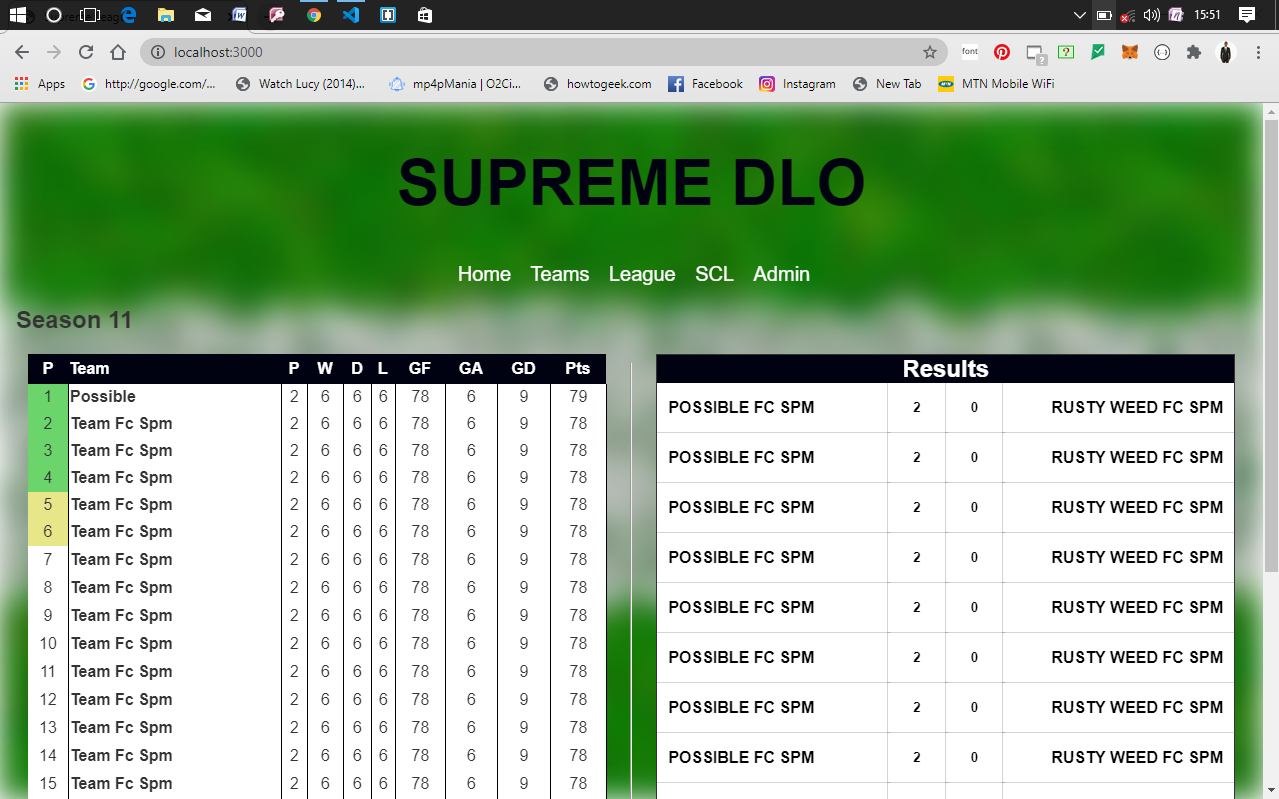 15:51
localhost:3000
font
Apps http://google.com/... Watch Lucy (2014)... mp4pMania | O2Ci... howtogeek.com Facebook Instagram New Tab MTN Mobile WiFi
SUPREME DLO
Home Teams League SCL Admin
Season 11
P Team P W D L GF GA GD Pts
1 Possible 2 6 6 6 78 6 9 79
2 Team Fc Spm 2 6 6 6 78 6 9 78
3 Team Fc Spm 2 6 6 6 78 6 9 78
4 Team Fc Spm 2 6 6 6 78 6 9 78
5 Team Fc Spm 2 6 6 6 78 6 9 78
6 Team Fc Spm 2 6 6 6 78 6 9 78
7 Team Fc Spm 2 6 6 6 78 6 9 78
8 Team Fc Spm 2 6 6 6 78 6 9 78
9 Team Fc Spm 2 6 6 6 78 6 9 78
10 Team Fc Spm 2 6 6 6 78 6 9 78
11 Team Fc Spm 2 6 6 6 78 6 9 78
12 Team Fc Spm 2 6 6 6 78 6 9 78
13 Team Fc Spm 2 6 6 6 78 6 9 78
14 Team Fc Spm 2 6 6 6 78 6 9 78
15 Team Fc Spm 2 6 6 6 78 6 9 78
Results
POSSIBLE FC SPM 2 0 RUSTY WEED FC SPM
POSSIBLE FC SPM 2 0 RUSTY WEED FC SPM
POSSIBLE FC SPM 2 0 RUSTY WEED FC SPM
POSSIBLE FC SPM 2 0 RUSTY WEED FC SPM
POSSIBLE FC SPM 2 0 RUSTY WEED FC SPM
POSSIBLE FC SPM 2 0 RUSTY WEED FC SPM
POSSIBLE FC SPM 2 0 RUSTY WEED FC SPM
POSSIBLE FC SPM 2 0 RUSTY WEED FC SPM